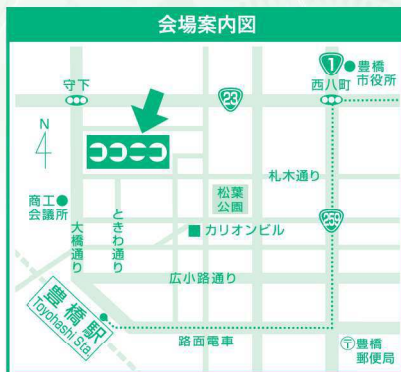 会場案内図
守下
23
1
豊橋
市役所
西八町
N
ココニコ
札木通り
松葉
公園
商工
会議所
ときわ通り
大橋通り
カリオンビル
259
広小路通り
豊橋駅
Toyohashi Sta.
路面電車
〒豊橋
郵便局